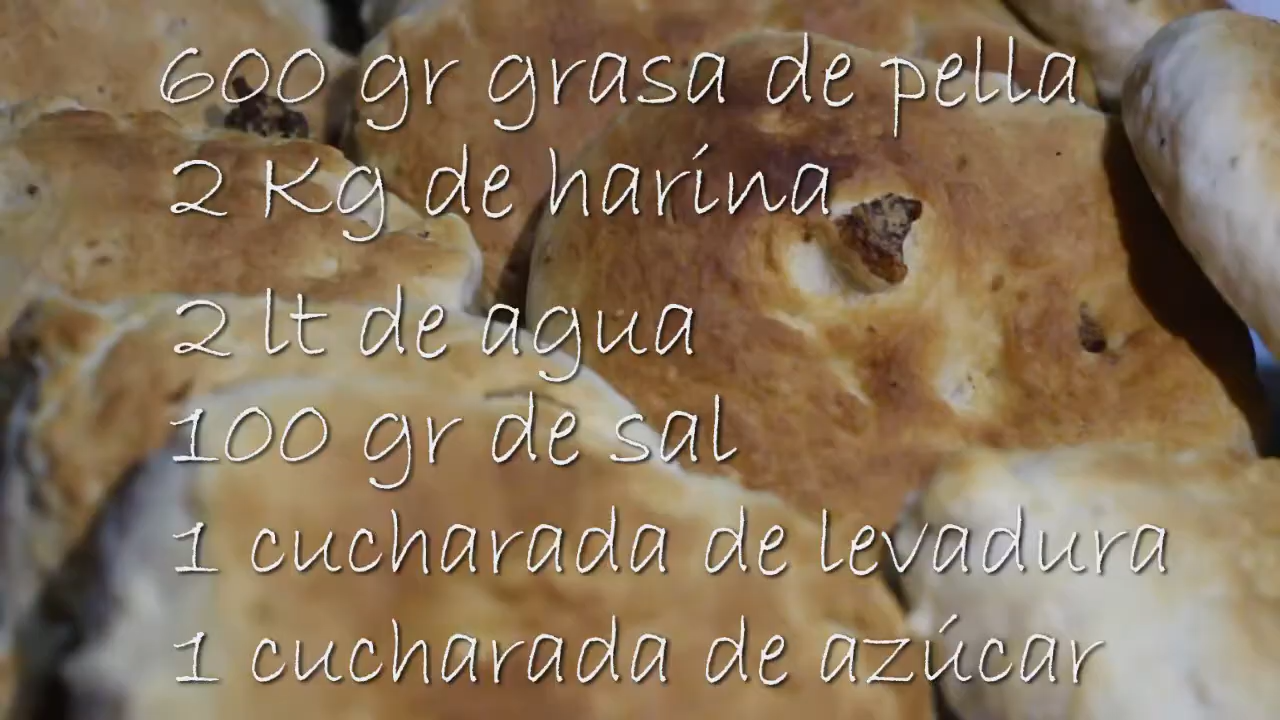 600 gr grasa de pella
2 Kg de harina
2 lt de agua
100 gr de sal
1 cucharada de levadura
1 cucharada de azúcar